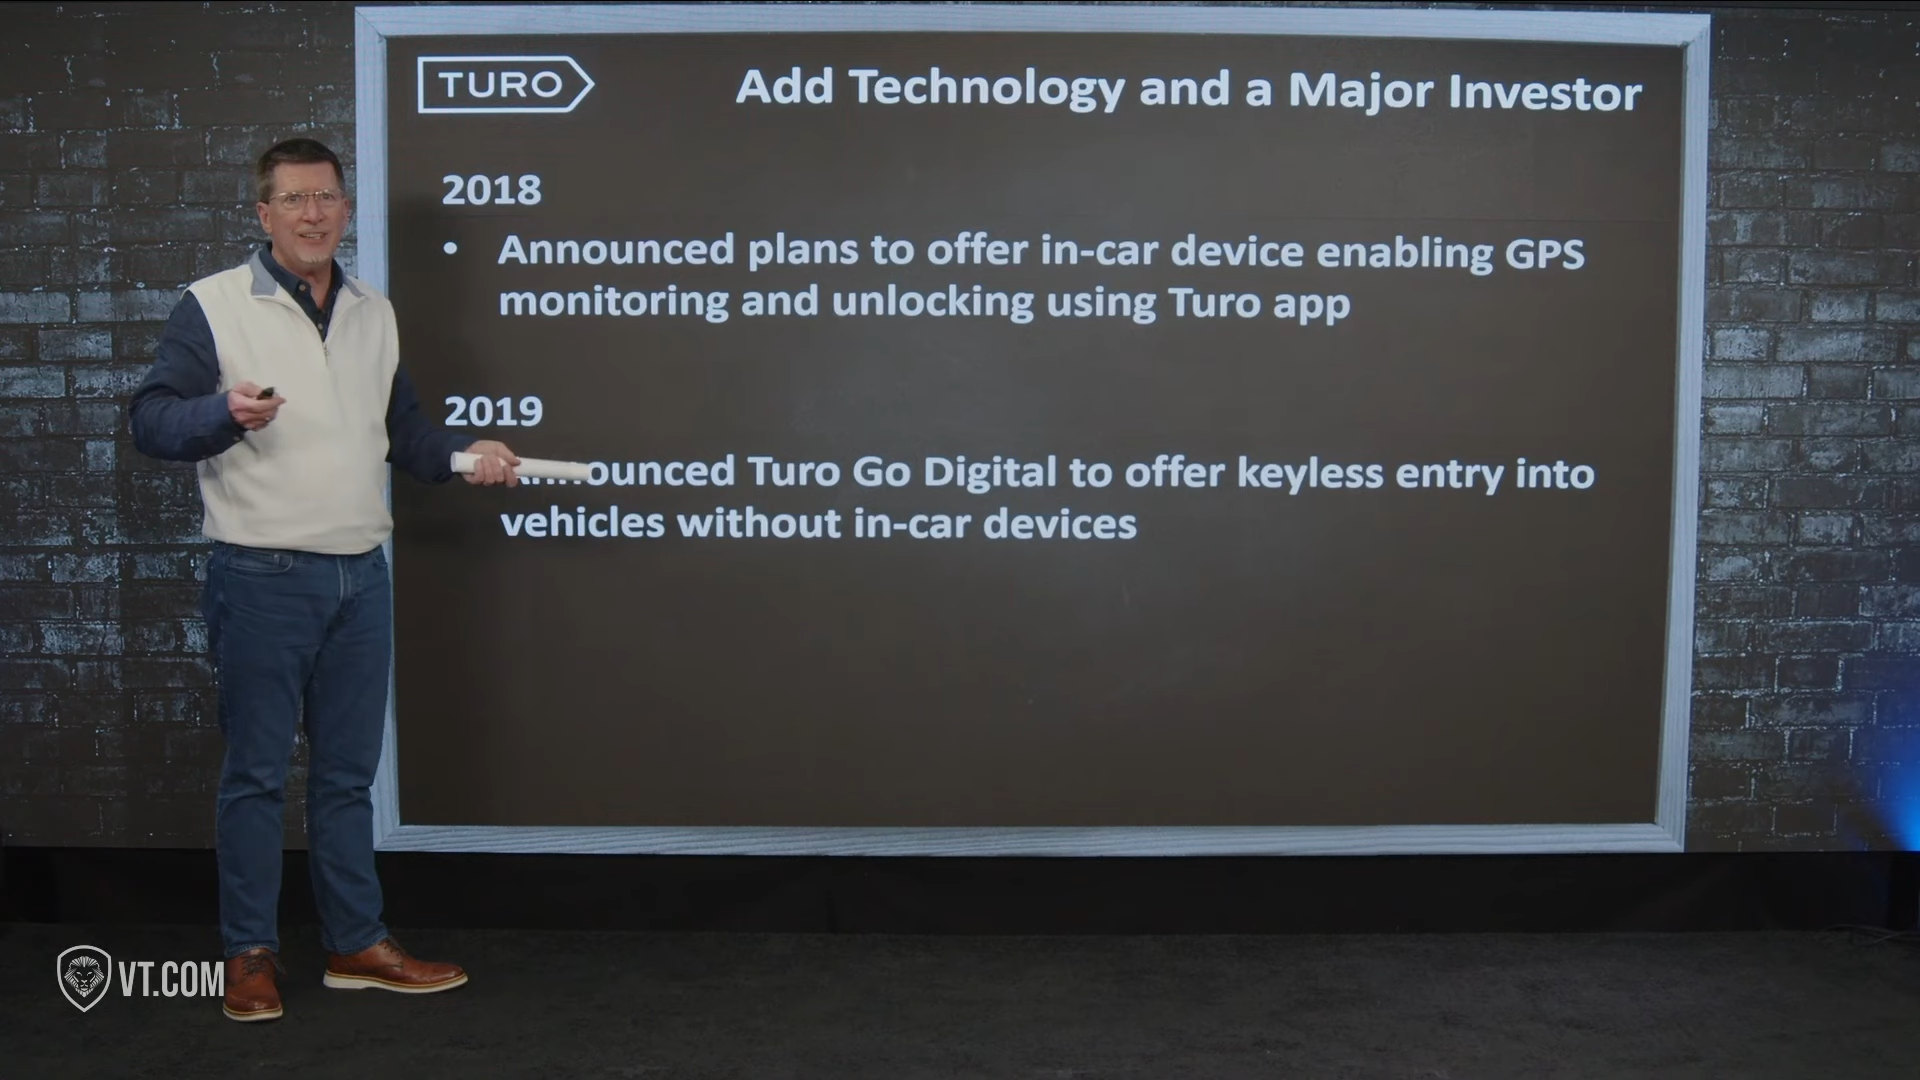 TURO
Add Technology and a Major Investor
2018
• Announced plans to offer in-car device enabling GPS
monitoring and unlocking using Turo app
2019
Announced Turo Go Digital to offer keyless entry into
vehicles without in-car devices
VT.COM